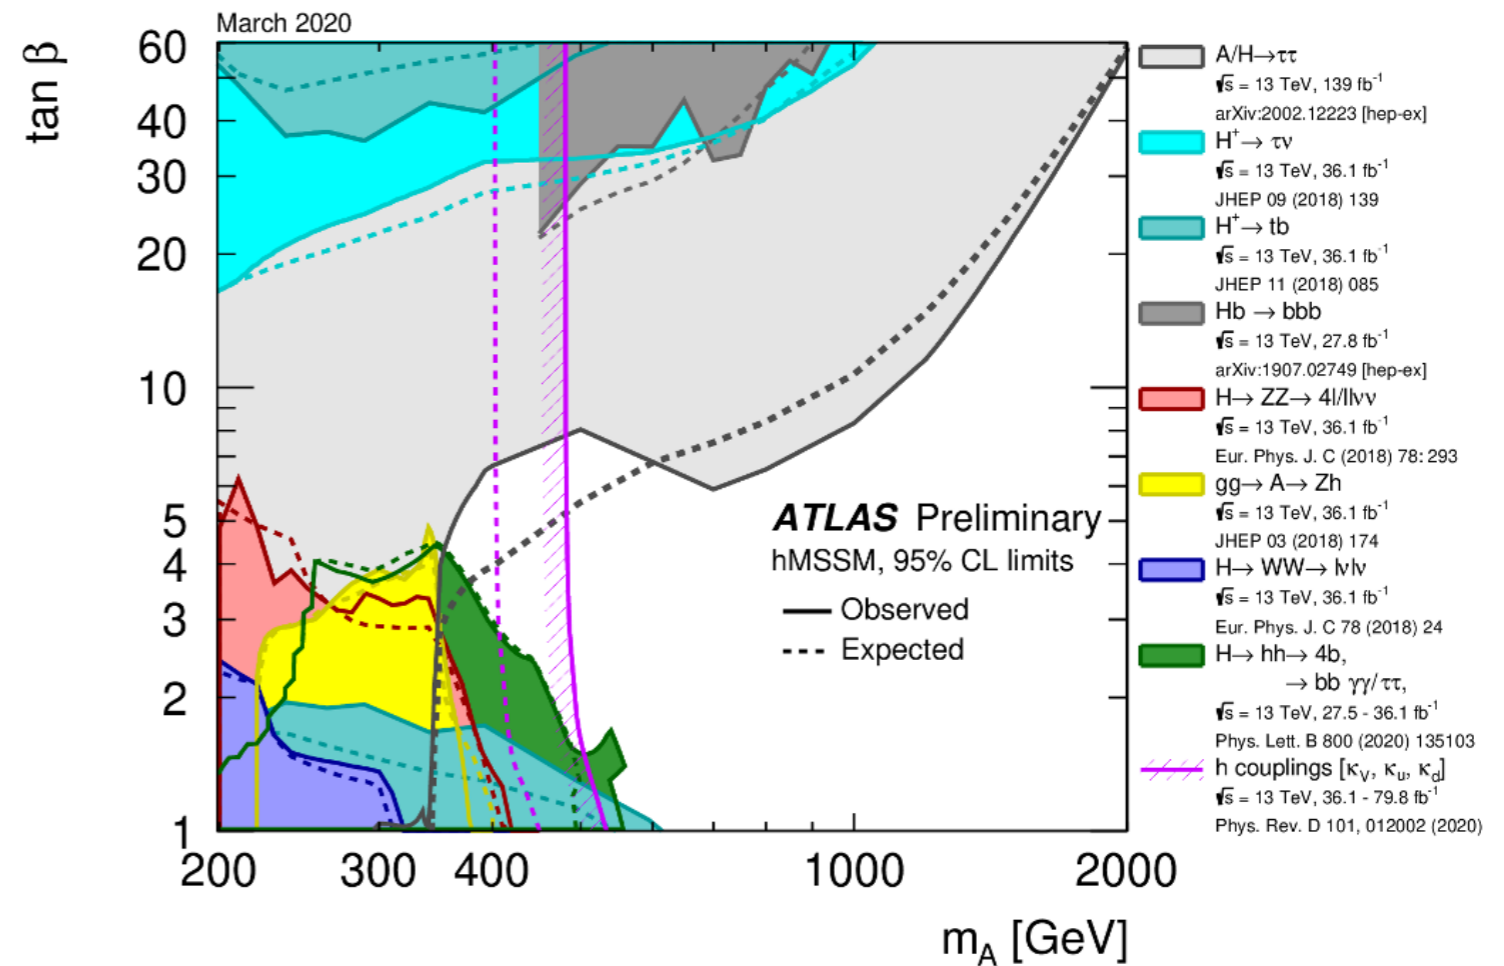 March 2020
tan β
60
40
30
20
10
5
4
3
2
1
200
300
400
1000
2000
m_A [GeV]
ATLAS Preliminary
hMSSM, 95% CL limits
Observed
Expected
A/H→ττ
√s = 13 TeV, 139 fb⁻¹
arXiv:2002.12223 [hep-ex]
H⁺→ τν
√s = 13 TeV, 36.1 fb⁻¹
JHEP 09 (2018) 139
H⁺→ tb
√s = 13 TeV, 36.1 fb⁻¹
JHEP 11 (2018) 085
Hb → bbb
√s = 13 TeV, 27.8 fb⁻¹
arXiv:1907.02749 [hep-ex]
H→ ZZ→ 4l/llνν
√s = 13 TeV, 36.1 fb⁻¹
Eur. Phys. J. C (2018) 78: 293
gg→ A→ Zh
√s = 13 TeV, 36.1 fb⁻¹
JHEP 03 (2018) 174
H→ WW→ lνlν
√s = 13 TeV, 36.1 fb⁻¹
Eur. Phys. J. C 78 (2018) 24
H→ hh→ 4b,
→ bb γγ/ττ,
√s = 13 TeV, 27.5 - 36.1 fb⁻¹
Phys. Lett. B 800 (2020) 135103
h couplings [κ_V, κ_u, κ_d]
√s = 13 TeV, 36.1 - 79.8 fb⁻¹
Phys. Rev. D 101, 012002 (2020)